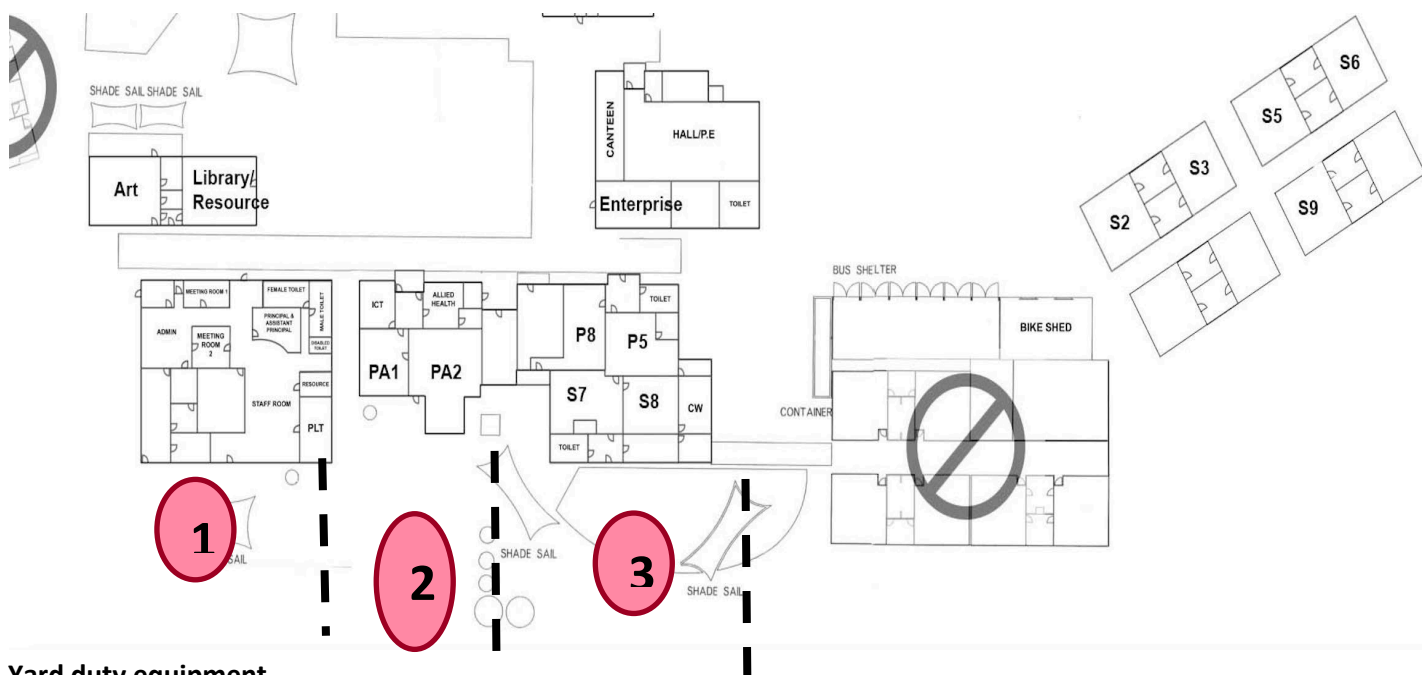 SHADE SAIL SHADE SAIL
Art
Library/
Resource
CANTEEN
HALL/P.E
Enterprise
TOILET
S6
S5
S3
S2
S9
MEETING ROOM 1
FEMALE TOILET
MALE TOILET
ADMIN
PRINCIPAL &
ASSISTANT
PRINCIPAL
MEETING
ROOM
2
DISABLED
TOILET
RESOURCE
STAFF ROOM
PLT
ICT
ALLIED
HEALTH
PA1
PA2
P8
P5
TOILET
S7
S8
CW
TOILET
BUS SHELTER
BIKE SHED
CONTAINER
1
SAIL
2
SHADE SAIL
3
SHADE SAIL
Yard duty equipment